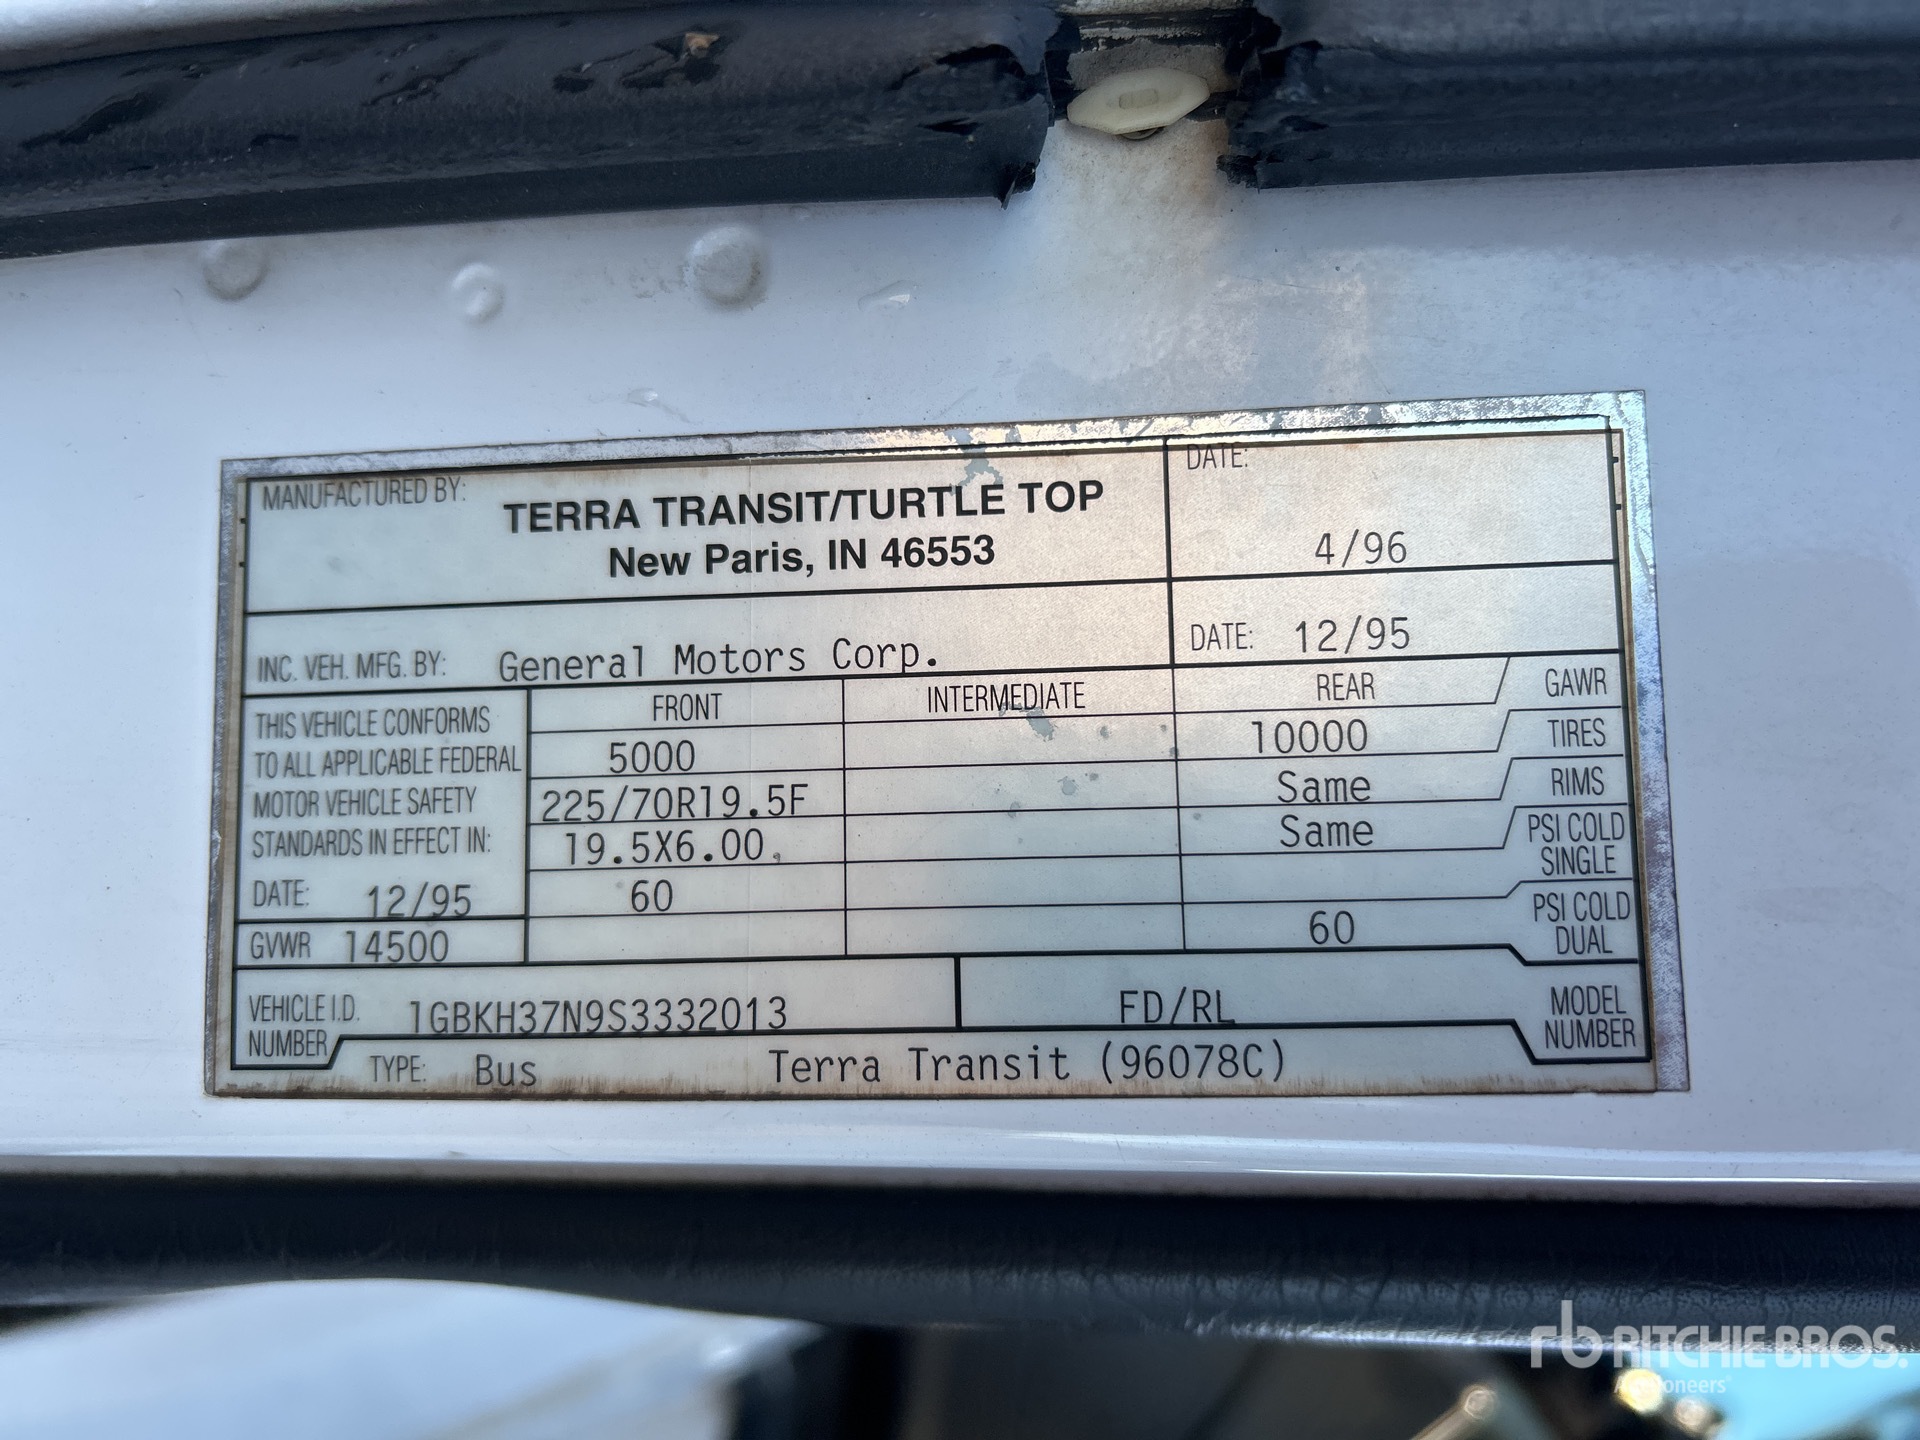 MANUFACTURED BY:
TERRA TRANSIT/TURTLE TOP
New Paris, IN 46553
DATE:
4/96
INC. VEH. MFG. BY: General Motors Corp.
DATE: 12/95
THIS VEHICLE CONFORMS
TO ALL APPLICABLE FEDERAL
MOTOR VEHICLE SAFETY
STANDARDS IN EFFECT IN:
DATE: 12/95
GVWR 14500
FRONT INTERMEDIATE REAR GAWR
5000 10000 TIRES
225/70R19.5F Same RIMS
19.5X6.00 Same PSI COLD
SINGLE
60
60 PSI COLD
DUAL
VEHICLE I.D.
NUMBER
1GBKH37N9S3332013
FD/RL
MODEL
NUMBER
TYPE: Bus Terra Transit (96078C)
rb RITCHIE BROS.
Auctioneers